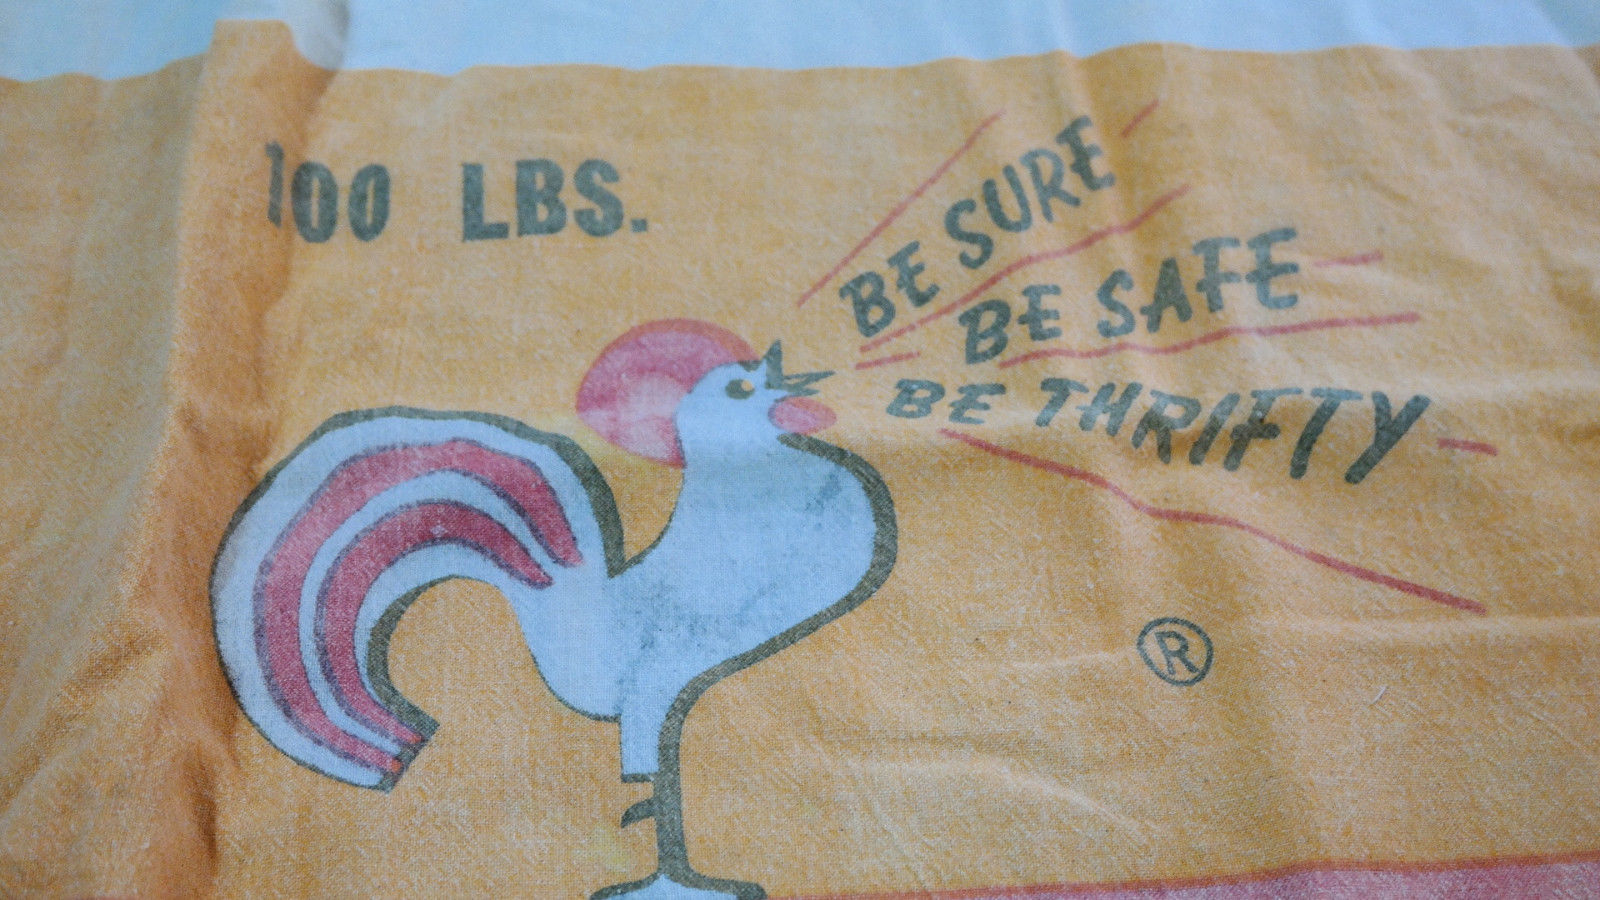 100 LBS.
BE SURE
BE SAFE
BE THRIFTY
®